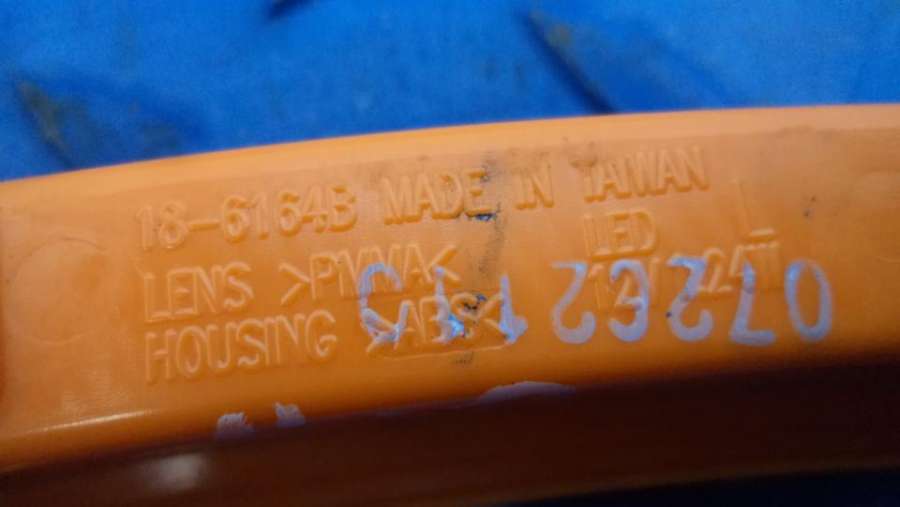 18-6164B MADE IN TAIWAN
LENS >PMMA<
LED
HOUSING >ABS<